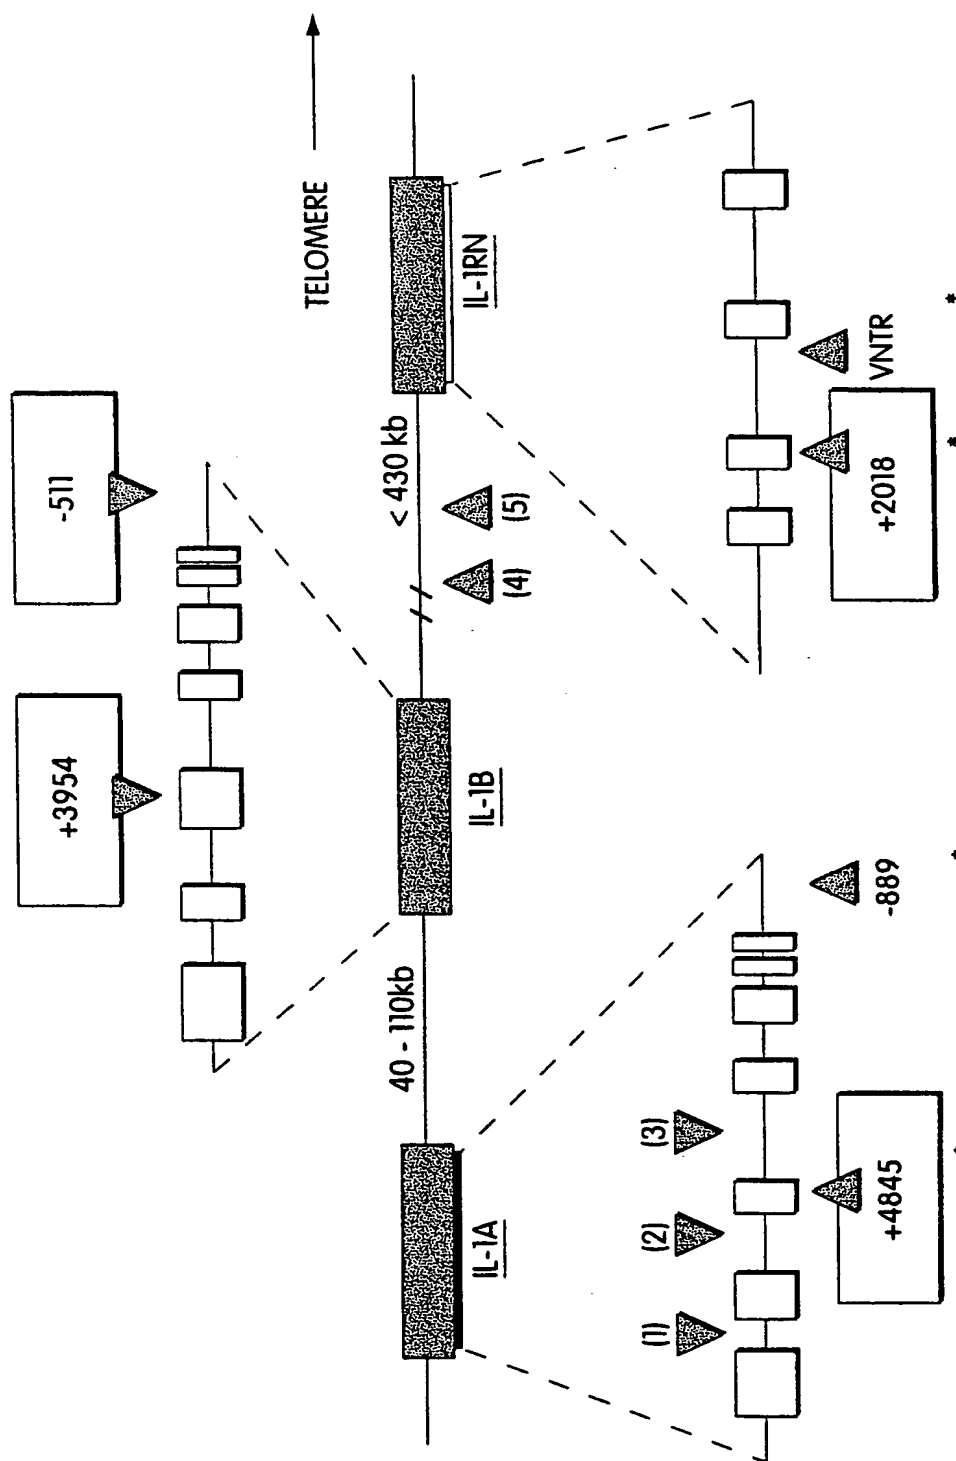 +3954
-511
TELOMERE
40 - 110kb
< 430 kb
IL-1A
IL-1B
IL-1RN
(4)
(5)
(1)
(2)
(3)
+4845
-889
+2018
VNTR
* * * *